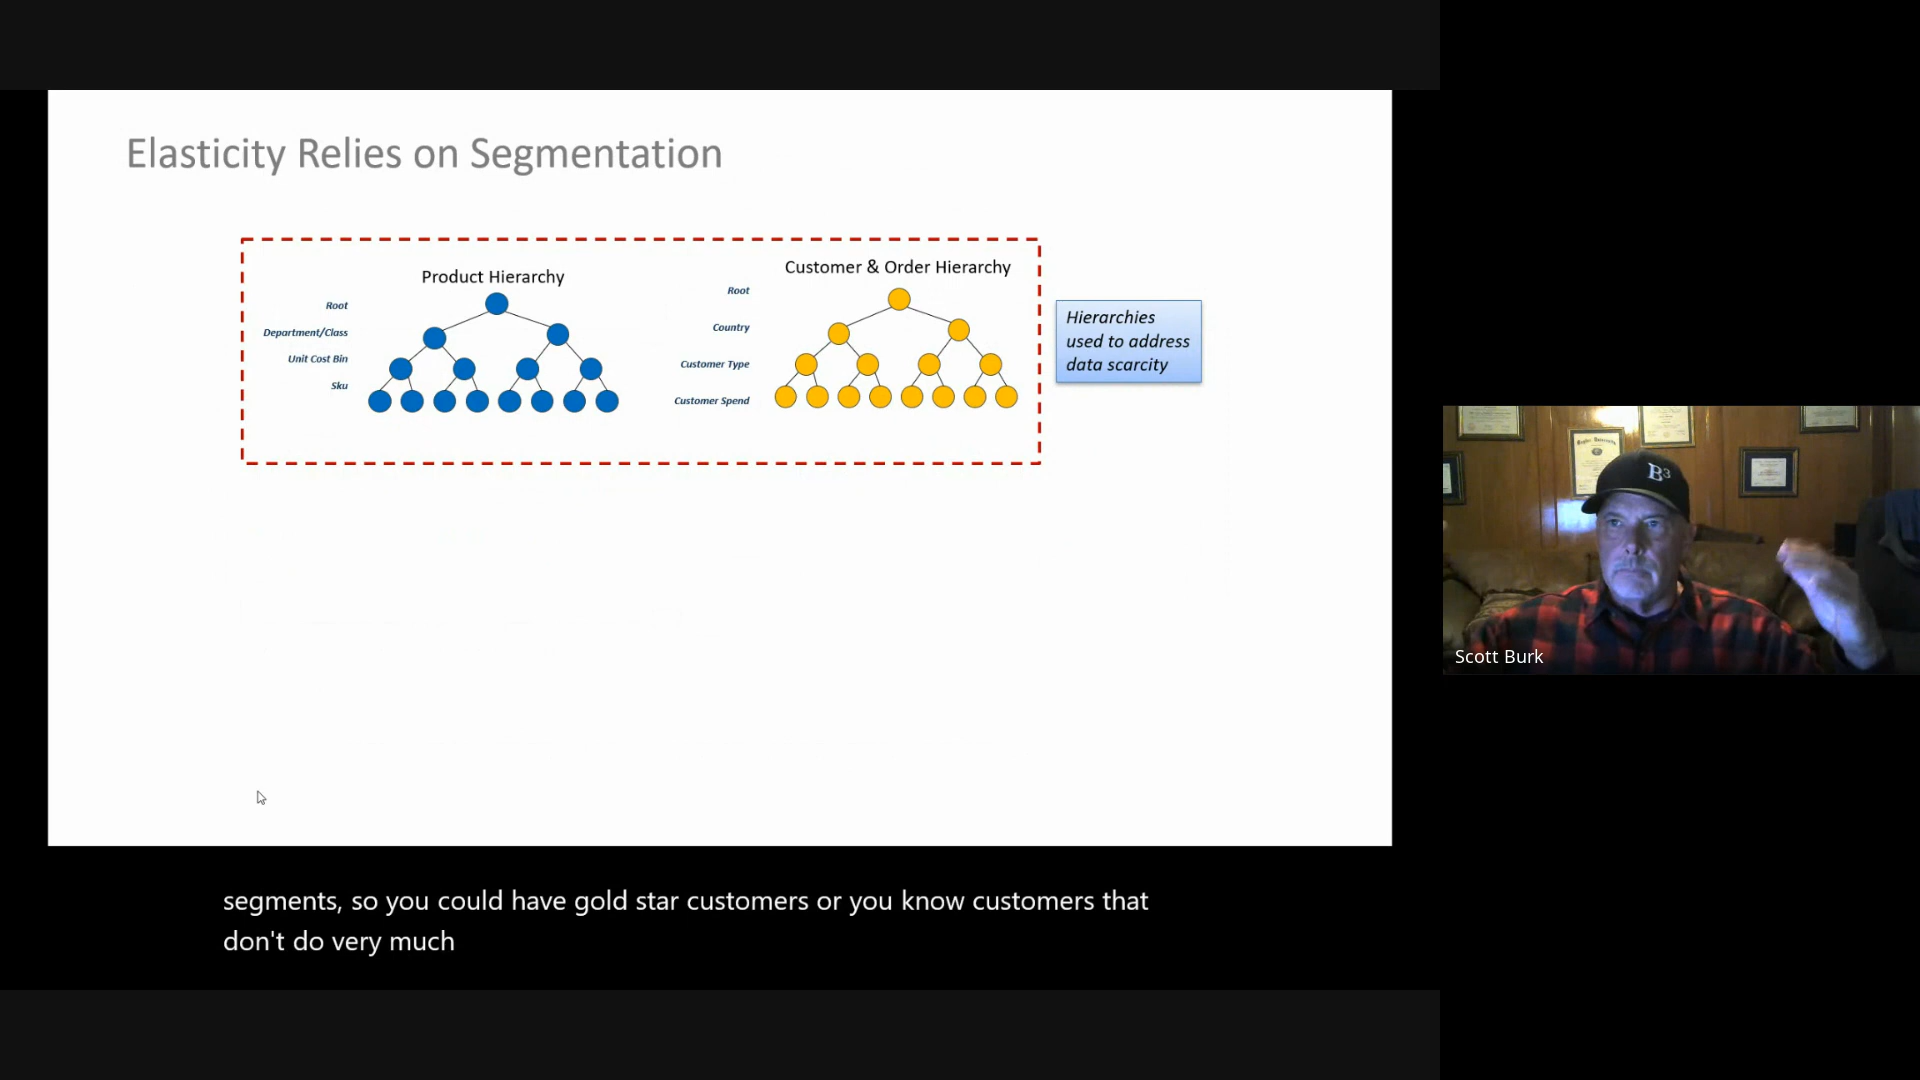 Elasticity Relies on Segmentation
Product Hierarchy
Root
Department/Class
Unit Cost Bin
Sku
Customer & Order Hierarchy
Root
Country
Customer Type
Customer Spend
Hierarchies
used to address
data scarcity
B3
Scott Burk
segments, so you could have gold star customers or you know customers that
don't do very much